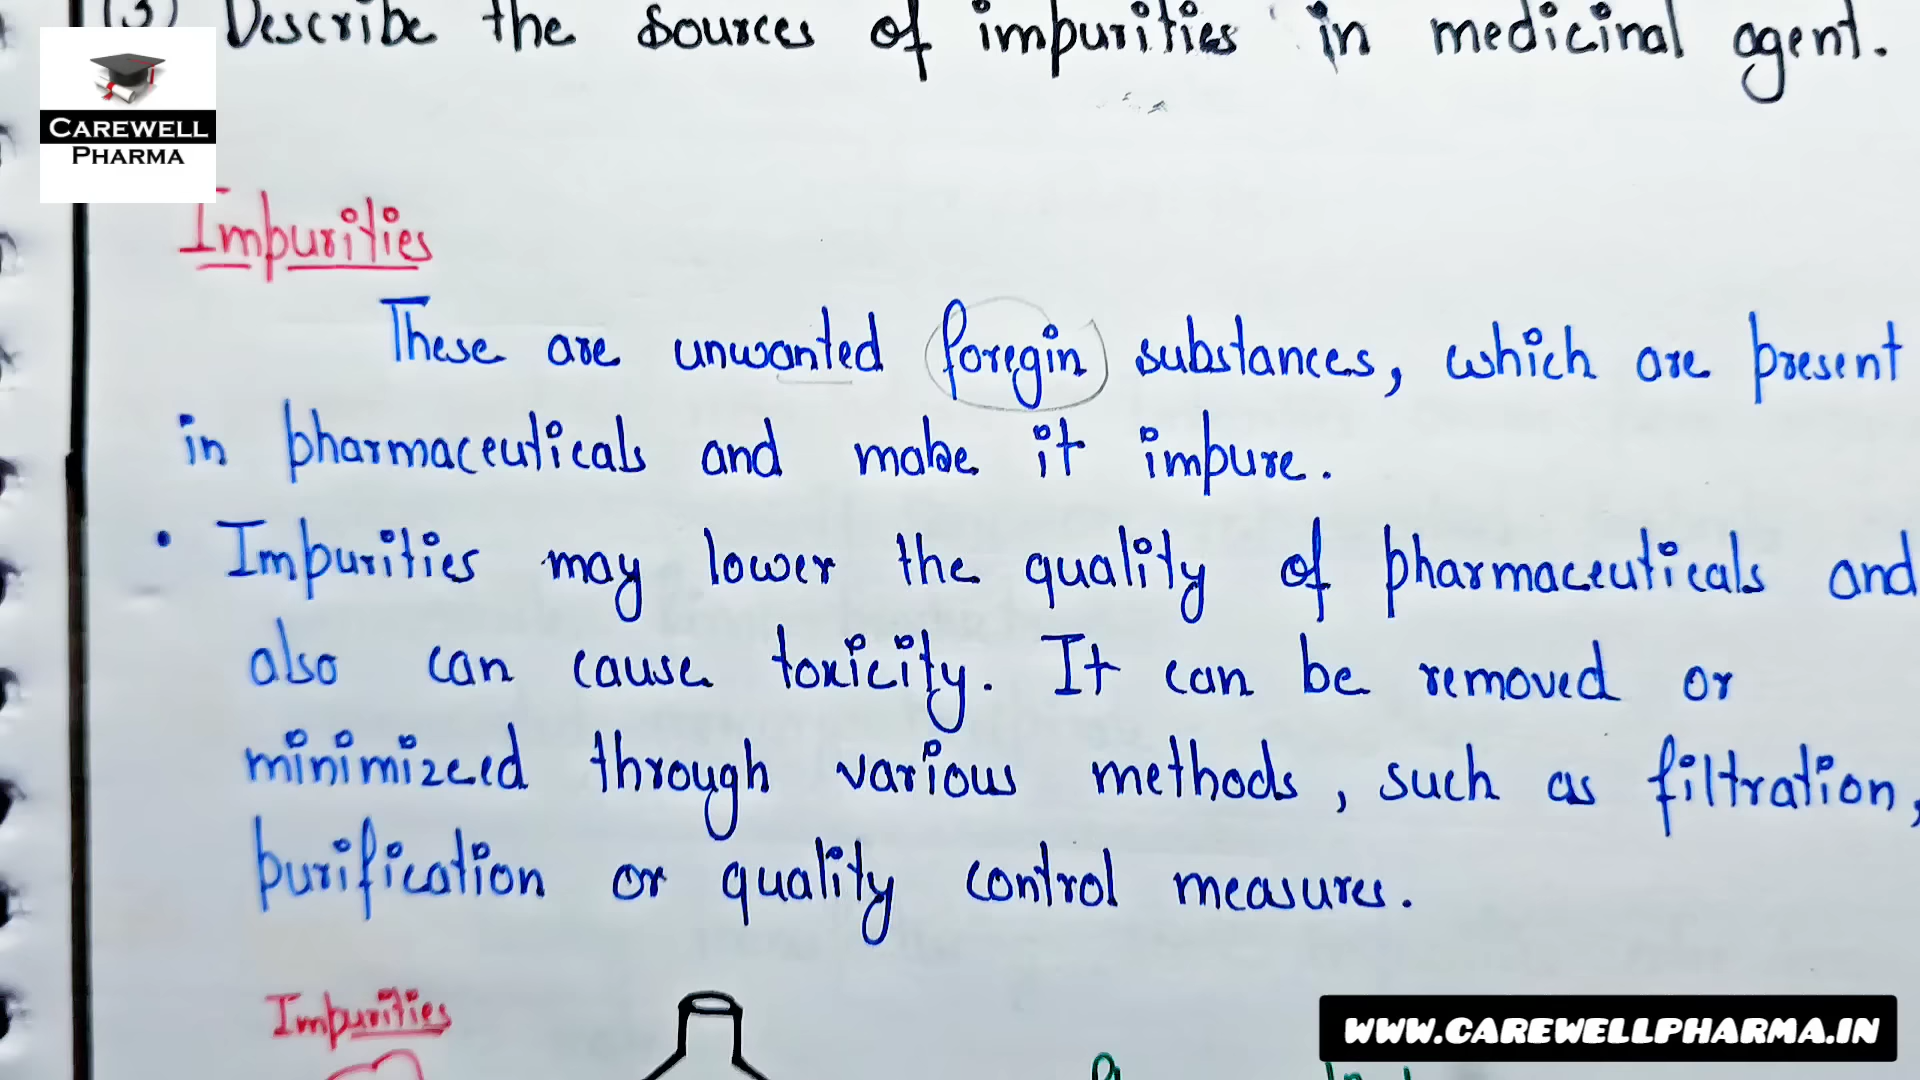 (3) Describe the sources of impurities in medicinal agent.
CAREWELL
PHARMA
Impurities
These are unwanted foregin substances, which are present
in pharmaceuticals and make it impure.
• Impurities may lower the quality of pharmaceuticals and
also can cause toxicity. It can be removed or
minimizeed through various methods, such as filtration,
purification or quality control measures.
Impurities
WWW.CAREWELLPHARMA.IN